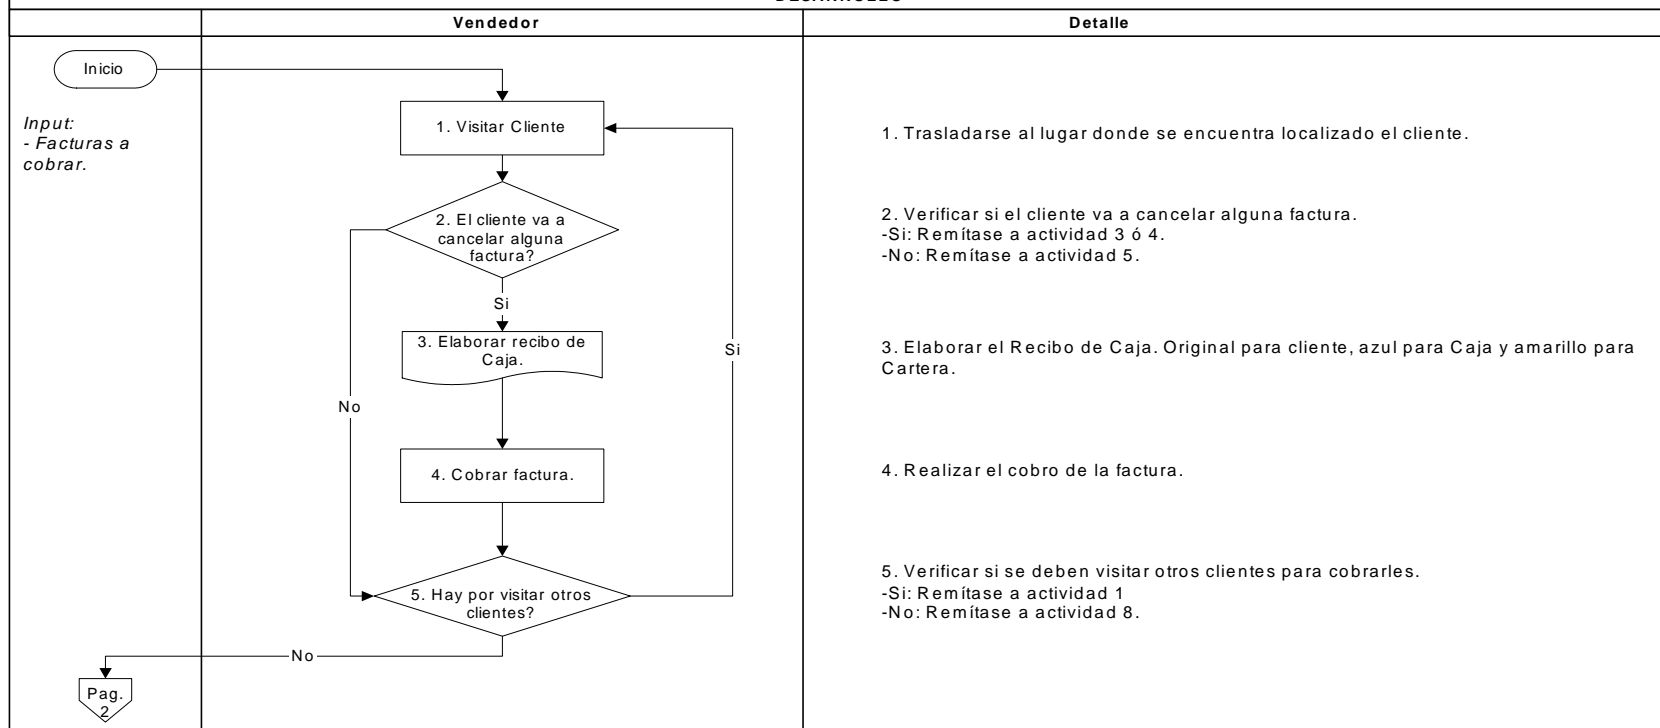 Vendedor
Detalle
Inicio
Input:
- Facturas a
cobrar.
1. Visitar Cliente
1. Trasladarse al lugar donde se encuentra localizado el cliente.
2. El cliente va a
cancelar alguna
factura?
2. Verificar si el cliente va a cancelar alguna factura.
-Si: Remítase a actividad 3 ó 4.
-No: Remítase a actividad 5.
Si
3. Elaborar recibo de
Caja.
Si
3. Elaborar el Recibo de Caja. Original para cliente, azul para Caja y amarillo para
Cartera.
No
4. Cobrar factura.
4. Realizar el cobro de la factura.
5. Hay por visitar otros
clientes?
5. Verificar si se deben visitar otros clientes para cobrarles.
-Si: Remítase a actividad 1
-No: Remítase a actividad 8.
No
Pag.
2